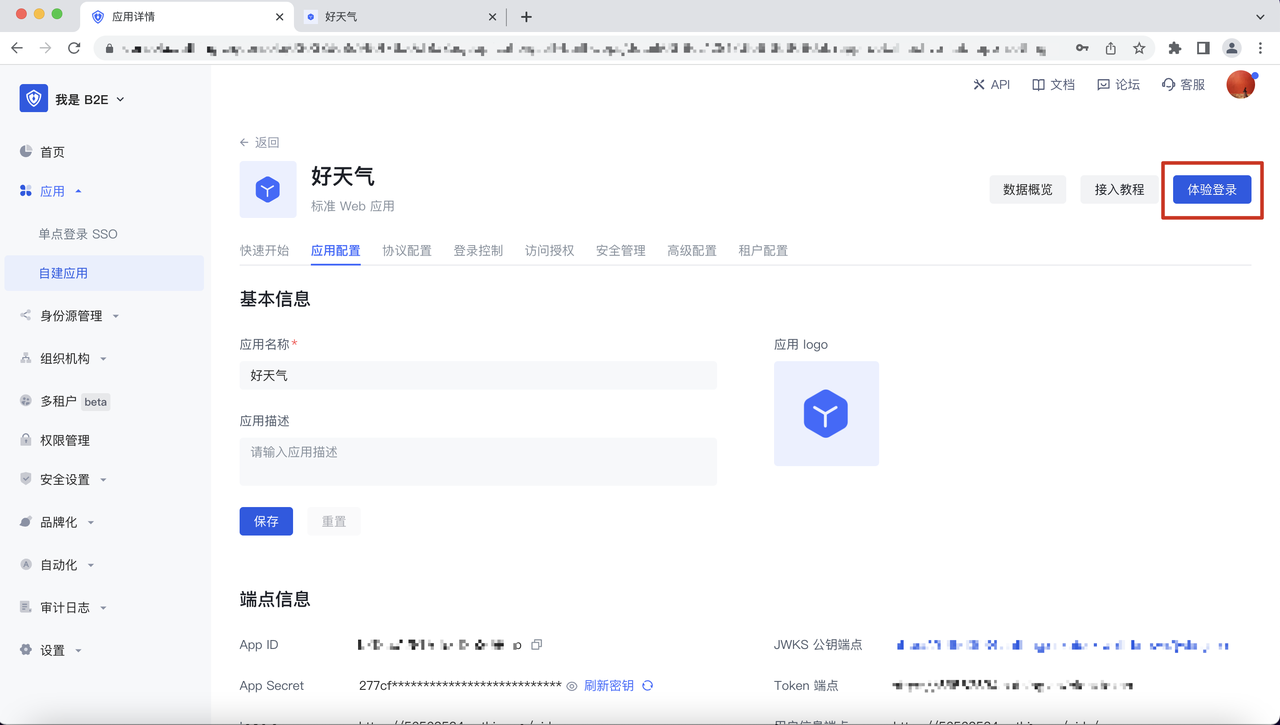 应用详情
好天气
我是 B2E
API
文档
论坛
客服
首页
应用
单点登录 SSO
自建应用
身份源管理
组织机构
多租户 beta
权限管理
安全设置
品牌化
自动化
审计日志
设置
返回
好天气
标准 Web 应用
数据概览
接入教程
体验登录
快速开始
应用配置
协议配置
登录控制
访问授权
安全管理
高级配置
租户配置
基本信息
应用名称*
好天气
应用 logo
应用描述
请输入应用描述
保存
重置
端点信息
App ID
JWKS 公钥端点
App Secret
277cf***************************
刷新密钥
Token 端点